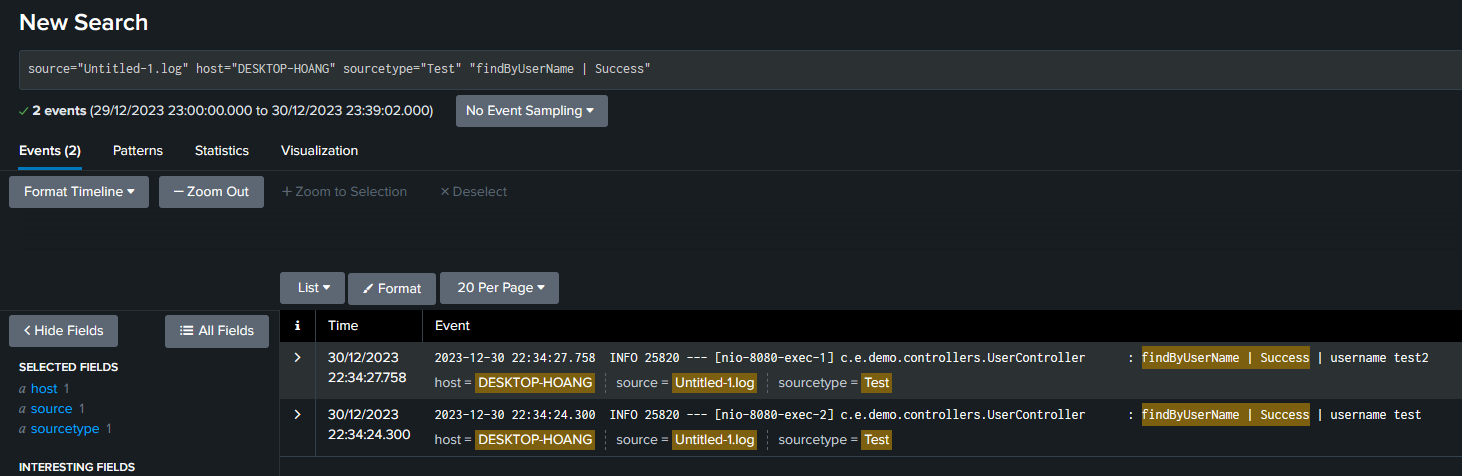 New Search
source="Untitled-1.log" host="DESKTOP-HOANG" sourcetype="Test" "findByUserName | Success"
✓ 2 events (29/12/2023 23:00:00.000 to 30/12/2023 23:39:02.000) No Event Sampling
Events (2) Patterns Statistics Visualization
Format Timeline − Zoom Out + Zoom to Selection × Deselect
List Format 20 Per Page
< Hide Fields All Fields
i Time Event
SELECTED FIELDS
a host 1
a source 1
a sourcetype 1
INTERESTING FIELDS
> 30/12/2023 2023-12-30 22:34:27.758 INFO 25820 --- [nio-8080-exec-1] c.e.demo.controllers.UserController : findByUserName | Success | username test2
22:34:27.758 host = DESKTOP-HOANG source = Untitled-1.log sourcetype = Test
> 30/12/2023 2023-12-30 22:34:24.300 INFO 25820 --- [nio-8080-exec-2] c.e.demo.controllers.UserController : findByUserName | Success | username test
22:34:24.300 host = DESKTOP-HOANG source = Untitled-1.log sourcetype = Test